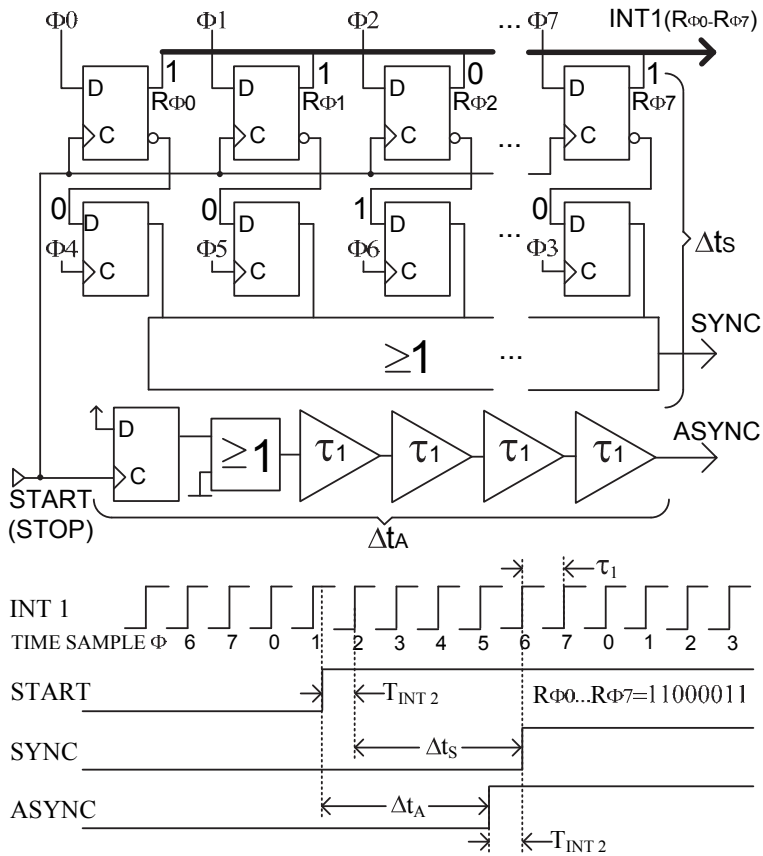 Φ0 Φ1 Φ2 ... Φ7 INT1(RΦ0-RΦ7)
1 1 0 1
D D D D
RΦ0 RΦ1 RΦ2 RΦ7
C C C ... C
0 0 1 0
D D D D
Φ4 Φ5 Φ6 ... Φ3
C C C C
ΔtS
≥1 ...
SYNC
D
C
≥1 τ1 τ1 τ1 τ1
ASYNC
START
(STOP)
ΔtA
INT 1
τ1
TIME SAMPLE Φ 6 7 0 1 2 3 4 5 6 7 0 1 2 3
START
TINT 2
RΦ0...RΦ7=11000011
SYNC
ΔtS
ASYNC
ΔtA
TINT 2